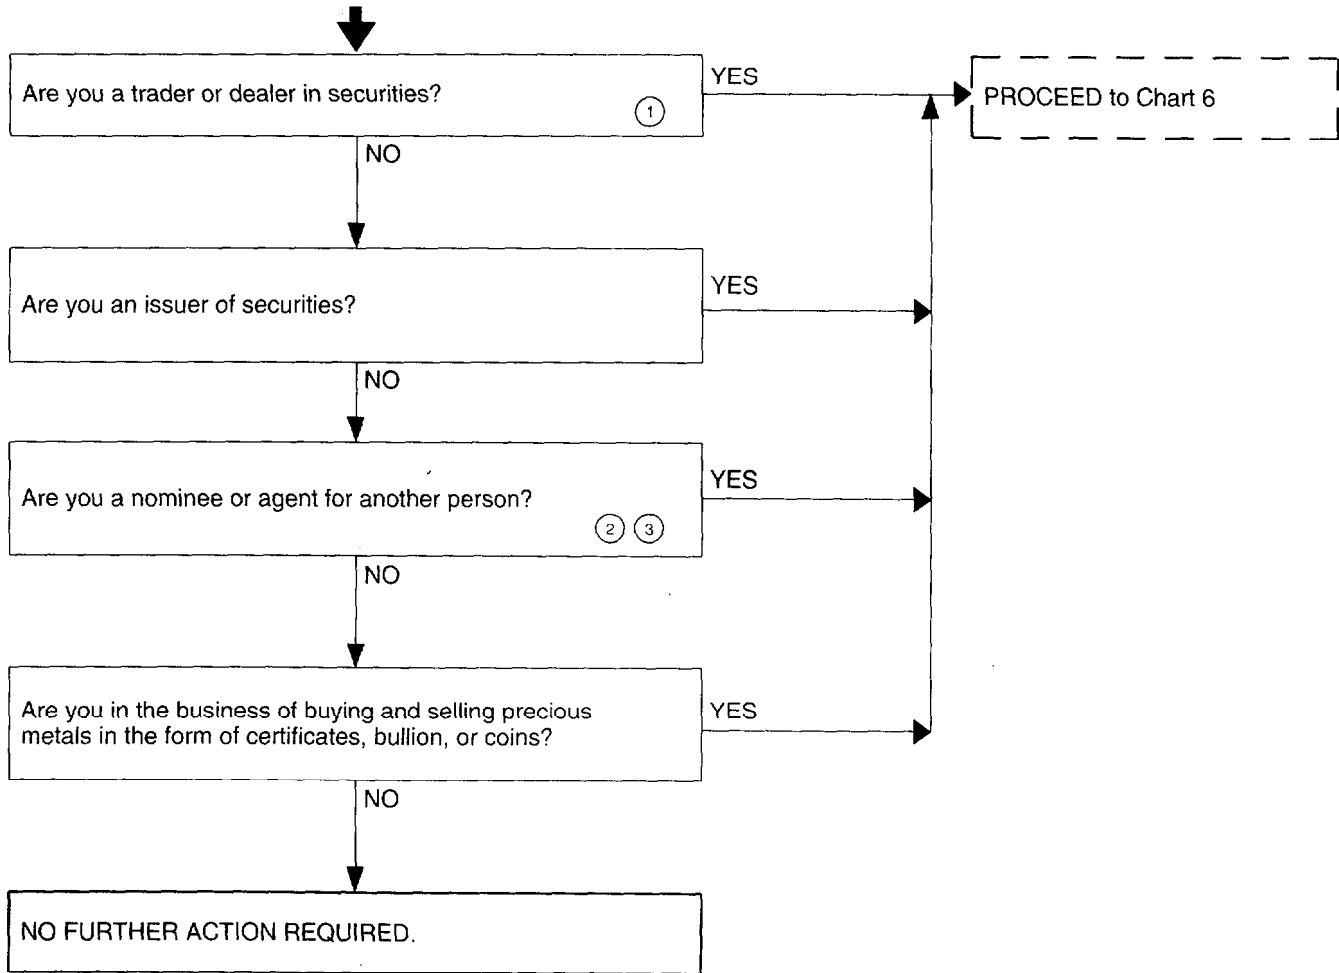 Are you a trader or dealer in securities?
1
YES
PROCEED to Chart 6
NO
Are you an issuer of securities?
YES
NO
Are you a nominee or agent for another person?
2 3
YES
NO
Are you in the business of buying and selling precious
metals in the form of certificates, bullion, or coins?
YES
NO
NO FURTHER ACTION REQUIRED.